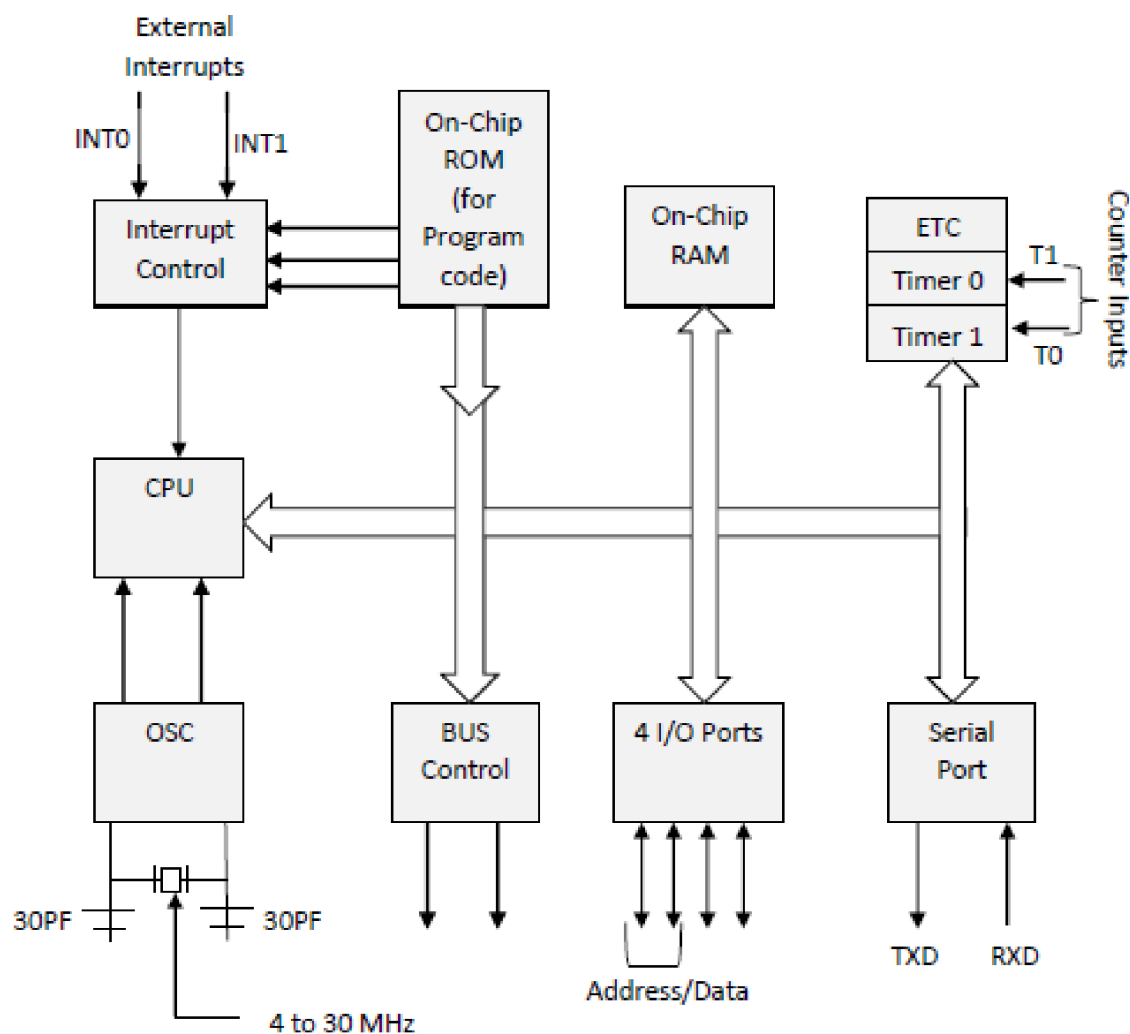 External
Interrupts
INT0
INT1
Interrupt
Control
On-Chip
ROM
(for
Program
code)
On-Chip
RAM
ETC
Timer 0
Timer 1
T1
T0
Counter Inputs
CPU
OSC
BUS
Control
4 I/O Ports
Serial
Port
30PF
30PF
4 to 30 MHz
Address/Data
TXD
RXD